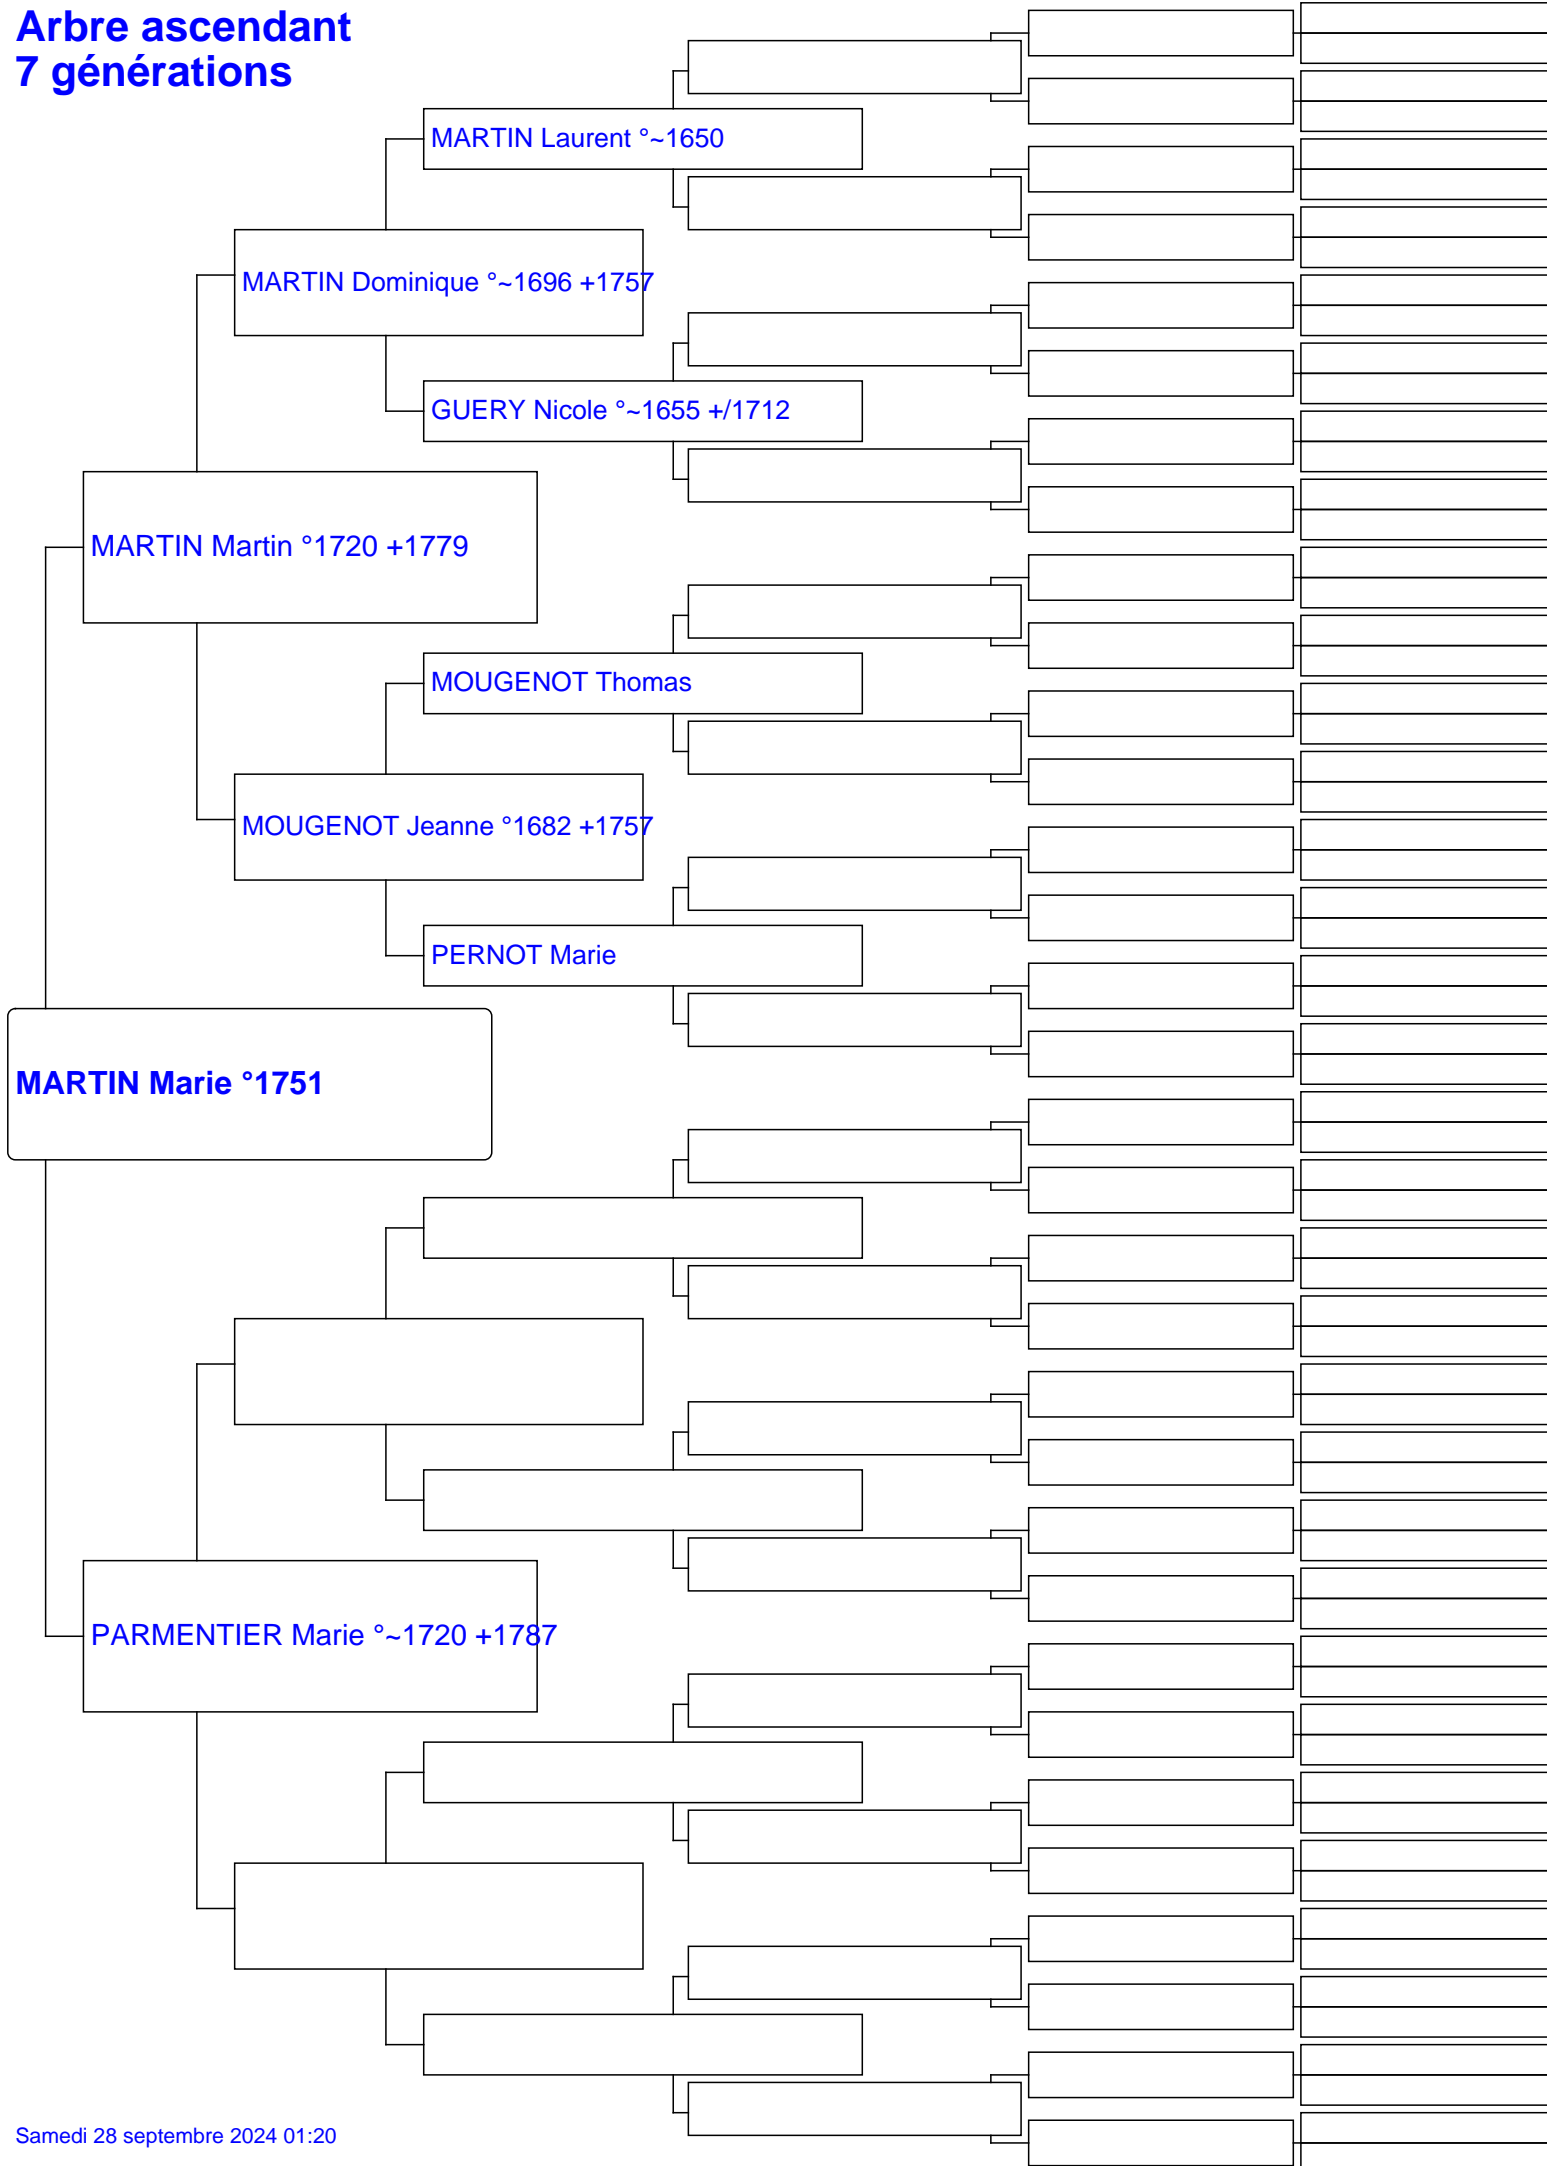 Arbre ascendant
7 générations
MARTIN Laurent °~1650
MARTIN Dominique °~1696 +1757
GUERY Nicole °~1655 +/1712
MARTIN Martin °1720 +1779
MOUGENOT Thomas
MOUGENOT Jeanne °1682 +1757
PERNOT Marie
MARTIN Marie °1751
PARMENTIER Marie °~1720 +1787
Samedi 28 septembre 2024 01:20